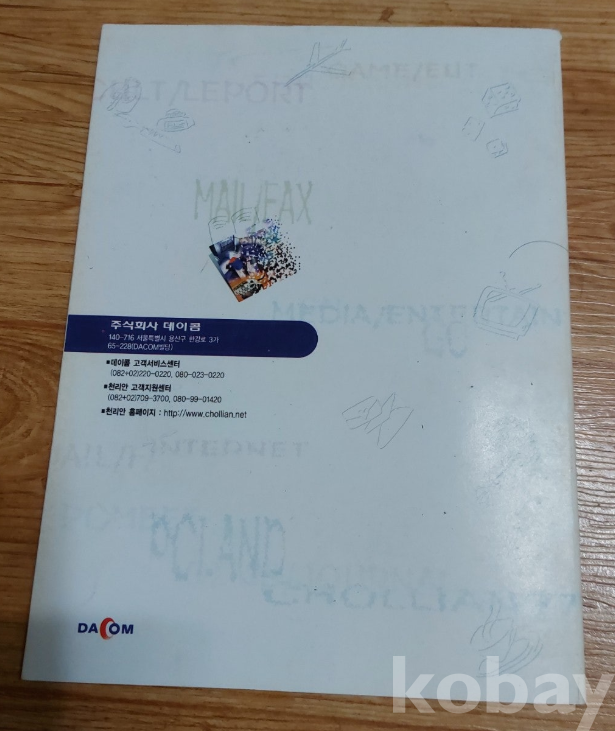 GAME/ENT
/LEPORT
MAIL/FAX
MEDIA/ENTERTAIN
주식회사 데이콤
140-716 서울특별시 용산구 한강로 3가
65-228(DACOM빌딩)
■데이콤 고객서비스센터
(082+02)220-0220, 080-023-0220
■천리안 고객지원센터
(082+02)709-3700, 080-99-01420
■천리안 홈페이지 : http://www.chollian.net
INTERNET
CHOLLIAN
DACOM
kobay